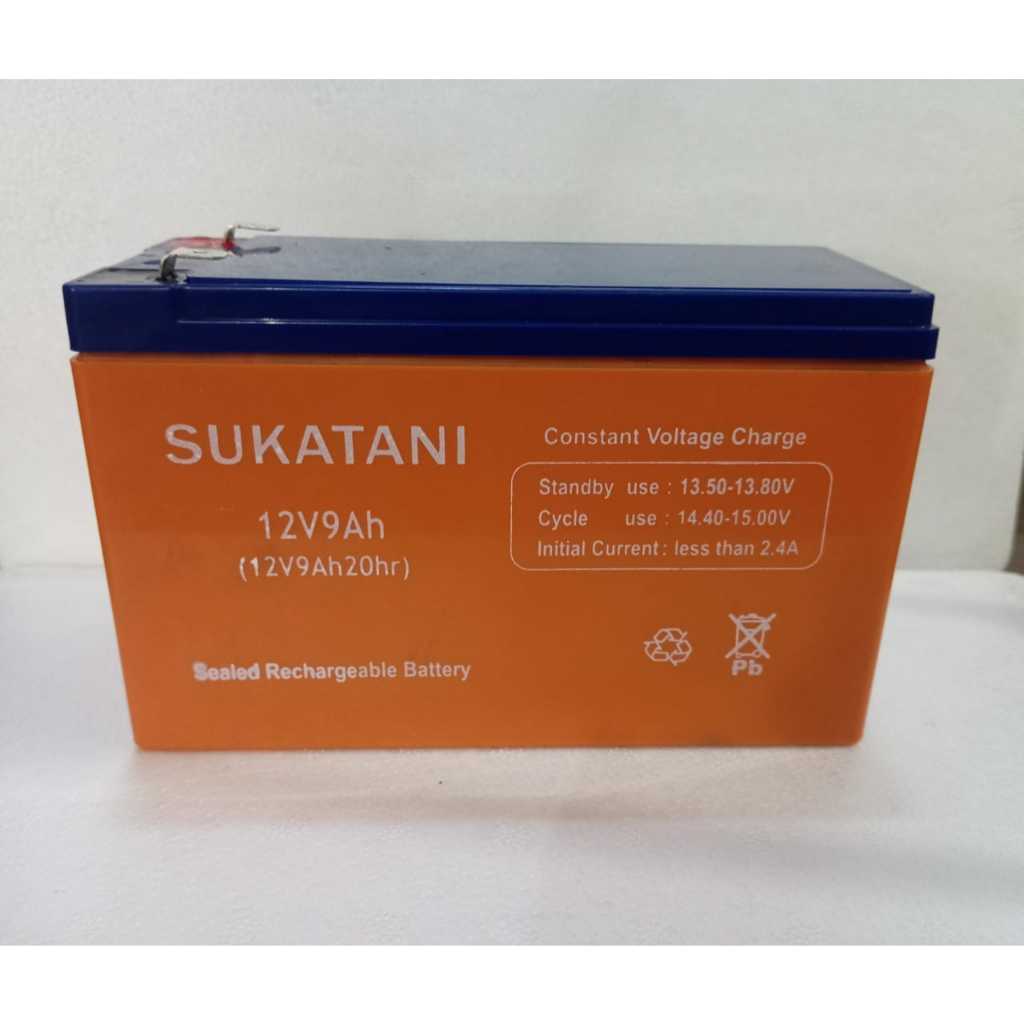 SUKATANI
12V9Ah
(12V9Ah20hr)
Sealed Rechargeable Battery
Constant Voltage Charge
Standby use : 13.50-13.80V
Cycle use : 14.40-15.00V
Initial Current : less than 2.4A
Pb